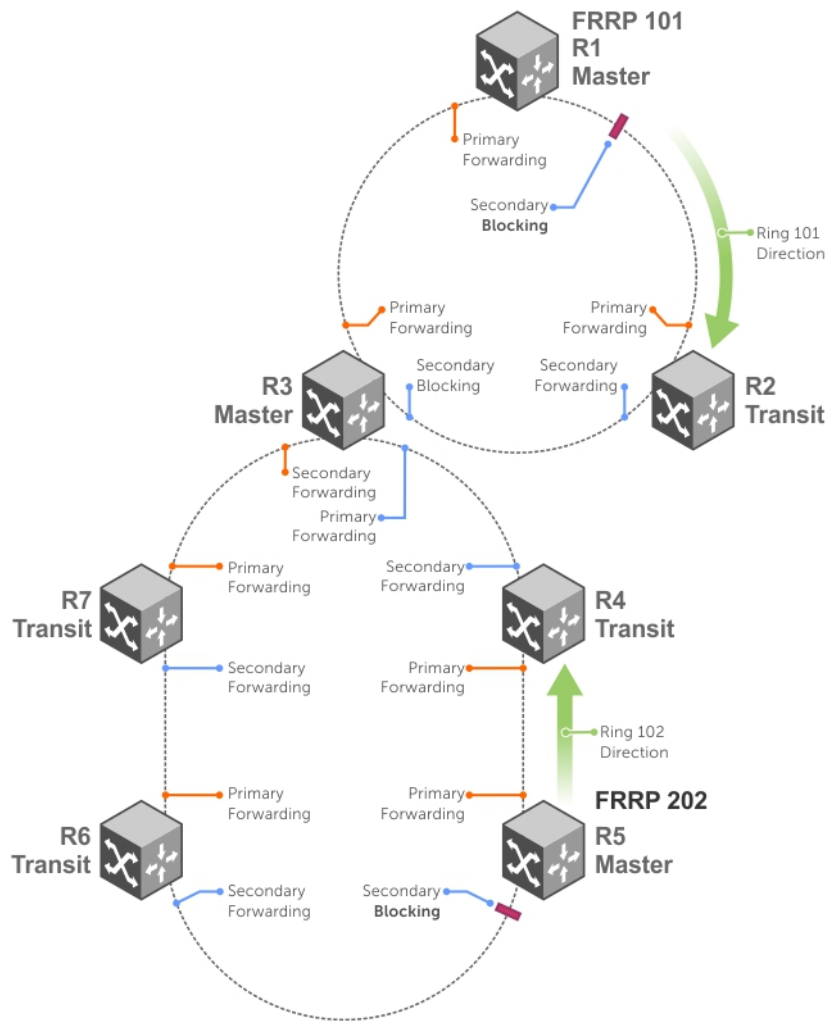 FRRP 101
R1
Master
Primary
Forwarding
Secondary
Blocking
Ring 101
Direction
Primary
Forwarding
Primary
Forwarding
R3
Master
Secondary
Blocking
Secondary
Forwarding
R2
Transit
Secondary
Forwarding
Primary
Forwarding
R7
Transit
Primary
Forwarding
Secondary
Forwarding
R4
Transit
Secondary
Forwarding
Primary
Forwarding
Ring 102
Direction
Primary
Forwarding
Primary
Forwarding
FRRP 202
R6
Transit
R5
Master
Secondary
Forwarding
Secondary
Blocking